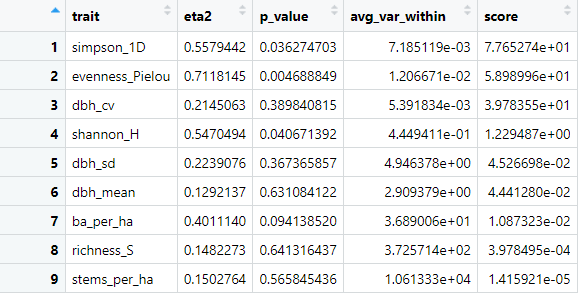 trait eta2 p_value avg_var_within score
1 simpson_1D 0.5579442 0.036274703 7.185119e-03 7.765274e+01
2 evenness_Pielou 0.7118145 0.004688849 1.206671e-02 5.898996e+01
3 dbh_cv 0.2145063 0.389840815 5.391834e-03 3.978355e+01
4 shannon_H 0.5470494 0.040671392 4.449411e-01 1.229487e+00
5 dbh_sd 0.2239076 0.367365857 4.946378e+00 4.526698e-02
6 dbh_mean 0.1292137 0.631084122 2.909379e+00 4.441280e-02
7 ba_per_ha 0.4011140 0.094138520 3.689006e+01 1.087323e-02
8 richness_S 0.1482273 0.641316437 3.725714e+02 3.978495e-04
9 stems_per_ha 0.1502764 0.565845436 1.061333e+04 1.415921e-05